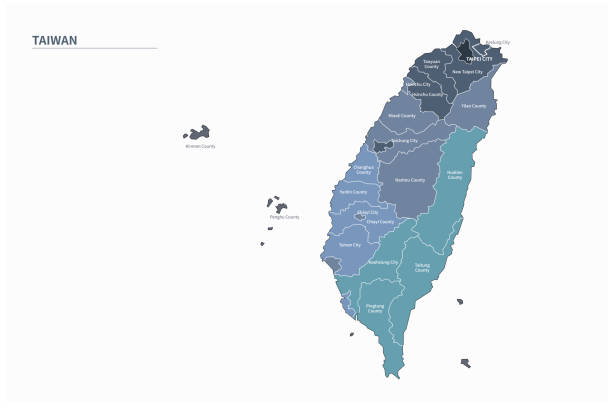 TAIWAN
Keelung City
TAIPEI CITY
Taoyuan
County
New Taipei City
Hsinchu City
Hsinchu County
Yilan County
Miaoli County
Taichung City
Changhua
County
Hualien
County
Nantou County
Yunlin County
Chiayi City
Chiayi County
Tainan City
Kaohsiung City
Taitung
County
Pingtung
County
Kinmen County
Penghu County